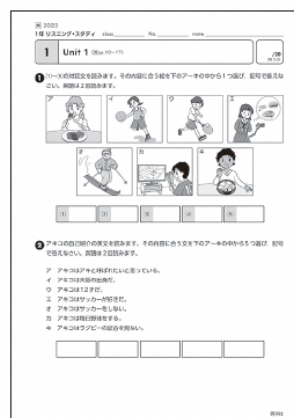 2022
1年 リスニング・スタディ class No. name
1 Unit 1 /20
1 (1)~(5)の対話文を読みます。その内容に合う絵を下のア~キの中から1つ選び、記号で答えな
さい。英語は2回読みます。
ア イ ウ エ
オ カ キ
(1) (2) (3) (4) (5)
2 アキコの自己紹介の英文を読みます。その内容に合う文を下のア~キの中から5つ選び、記号
で答えなさい。英語は2回読みます。
ア アキコはアキと呼ばれたいと思っている。
イ アキコは大阪の出身だ。
ウ アキコは12才だ。
エ アキコはサッカーが好きだ。
オ アキコはサッカーをしない。
カ アキコは毎日野球をする。
キ アキコはラグビーの試合を見ない。